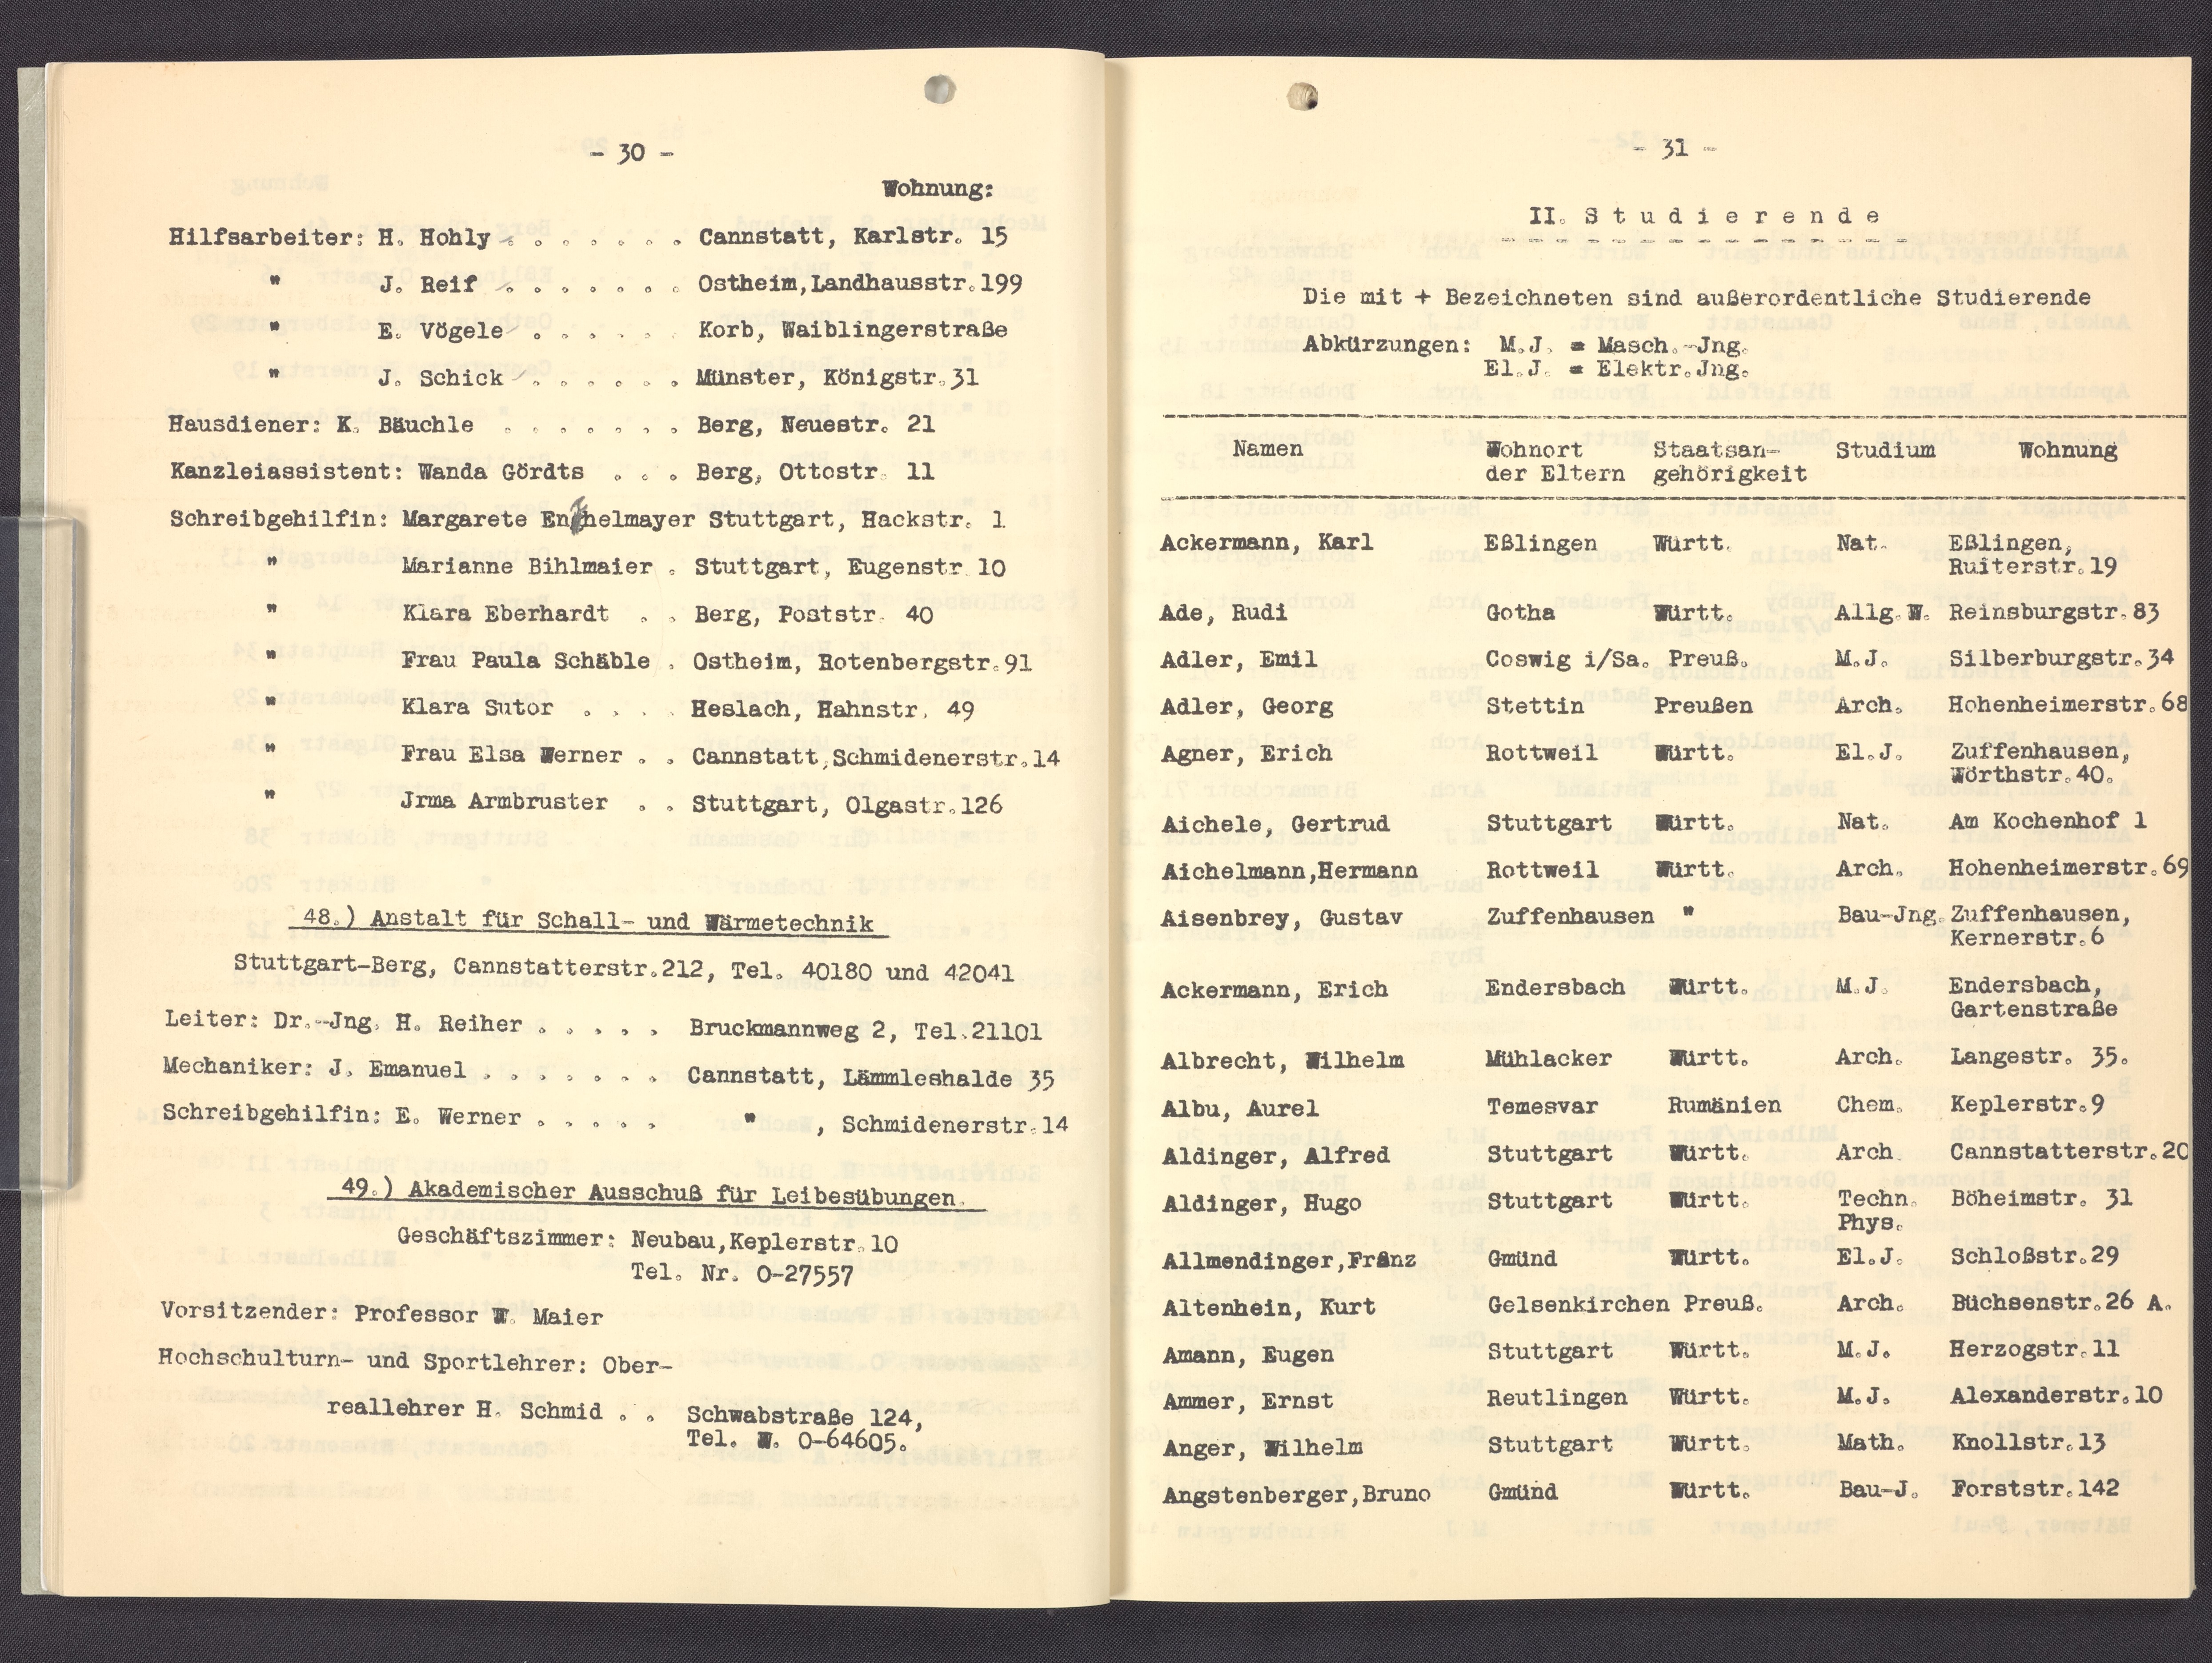 - 30 -
Wohnung:
Hilfsarbeiter: H. Hohly . . . . . . . Cannstatt, Karlstr. 15
" J. Reif . . . . . . . Ostheim, Landhausstr. 199
" E. Vögele . . . . . . Korb, Waiblingerstraße
" J. Schick . . . . . . . Münster, Königstr. 31
Hausdiener: K. Bäuchle . . . . . . . Berg, Neuestr. 21
Kanzleiassistent: Wanda Gördts . . . Berg, Ottostr. 11
Schreibgehilfin: Margarete Enßhelmayer Stuttgart, Hackstr. 1
" Marianne Bihlmaier . Stuttgart, Eugenstr. 10
" Klara Eberhardt . . Berg, Poststr. 40
" Frau Paula Schäble . Ostheim, Rotenbergstr. 91
" Klara Sutor . . . . Heslach, Hahnstr. 49
" Frau Elsa Werner . . Cannstatt, Schmidenerstr. 14
" Jrma Armbruster . . Stuttgart, Olgastr. 126
48.) Anstalt für Schall- und Wärmetechnik
Stuttgart-Berg, Cannstatterstr. 212, Tel. 40180 und 42041
Leiter: Dr.-Jng. H. Reiher . . . . . Bruckmannweg 2, Tel. 21101
Mechaniker: J. Emanuel . . . . . . . Cannstatt, Lämmleshalde 35
Schreibgehilfin: E. Werner . . . . . " , Schmidenerstr. 14
49.) Akademischer Ausschuß für Leibesübungen.
Geschäftszimmer: Neubau, Keplerstr. 10
Tel. Nr. 0-27557
Vorsitzender: Professor W. Maier
Hochschulturn- und Sportlehrer: Ober-
reallehrer H. Schmid . . Schwabstraße 124,
Tel. W. 0-64605.
- 31 -
II. Studierende
Die mit + Bezeichneten sind außerordentliche Studierende
Abkürzungen: M.J. = Masch.-Jng.
El.J. = Elektr.Jng.
Namen Wohnort Staatsan- Studium Wohnung
der Eltern gehörigkeit
Ackermann, Karl Eßlingen Württ. Nat. Eßlingen,
Ruiterstr. 19
Ade, Rudi Gotha Württ. Allg.W. Reinsburgstr. 83
Adler, Emil Coswig i/Sa. Preuß. M.J. Silberburgstr. 34
Adler, Georg Stettin Preußen Arch. Hohenheimerstr. 68
Agner, Erich Rottweil Württ. El.J. Zuffenhausen,
Wörthstr. 40.
Aichele, Gertrud Stuttgart Württ. Nat. Am Kochenhof 1
Aichelmann, Hermann Rottweil Württ. Arch. Hohenheimerstr. 69
Aisenbrey, Gustav Zuffenhausen " Bau-Jng. Zuffenhausen,
Kernerstr. 6
Ackermann, Erich Endersbach Württ. M.J. Endersbach,
Gartenstraße
Albrecht, Wilhelm Mühlacker Württ. Arch. Langestr. 35.
Albu, Aurel Temesvar Rumänien Chem. Keplerstr. 9
Aldinger, Alfred Stuttgart Württ. Arch. Cannstatterstr. 20
Aldinger, Hugo Stuttgart Württ. Techn. Böheimstr. 31
Phys.
Allmendinger, Franz Gmünd Württ. El.J. Schloßstr. 29
Altenhein, Kurt Gelsenkirchen Preuß. Arch. Büchsenstr. 26 A.
Amann, Eugen Stuttgart Württ. M.J. Herzogstr. 11
Ammer, Ernst Reutlingen Württ. M.J. Alexanderstr. 10
Anger, Wilhelm Stuttgart Württ. Math. Knollstr. 13
Angstenberger, Bruno Gmünd Württ. Bau-J. Forststr. 142